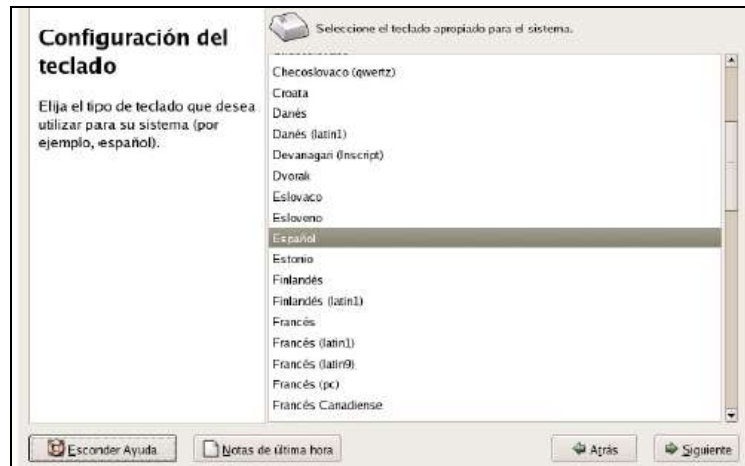 Configuración del
teclado
Elija el tipo de teclado que desea
utilizar para su sistema (por
ejemplo, español).
Seleccione el teclado apropiado para el sistema.
Checoslovaco (qwertz)
Croata
Danés
Danés (latin1)
Devanagari (Inscript)
Dvorak
Eslovaco
Esloveno
Español
Estonio
Finlandés
Finlandés (latin1)
Francés
Francés (latin1)
Francés (latin9)
Francés (pc)
Francés Canadiense
Esconder Ayuda
Notas de última hora
Atrás
Siguiente